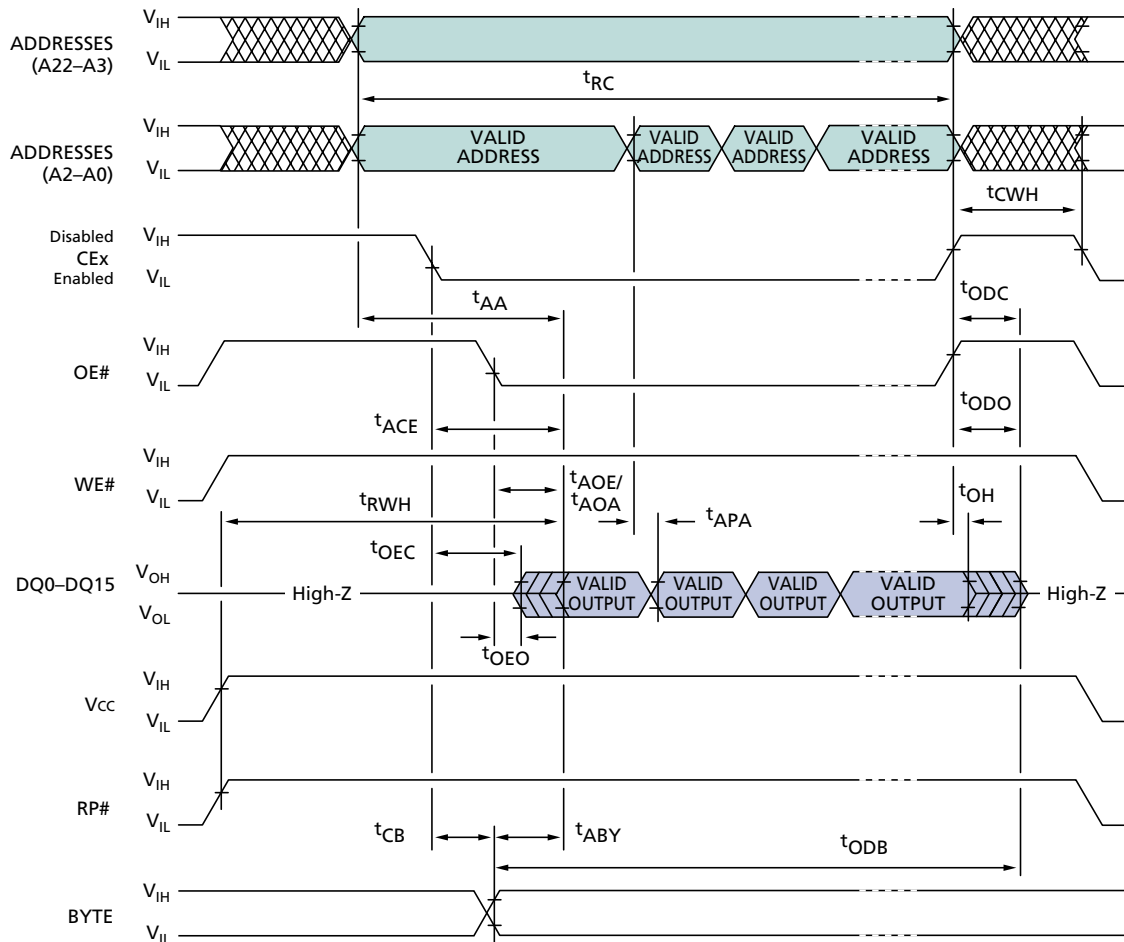 VIH
ADDRESSES
(A22–A3)
VIL
tRC
VIH
ADDRESSES
(A2–A0)
VIL
VALID
ADDRESS
VALID
ADDRESS
VALID
ADDRESS
VALID
ADDRESS
tCWH
Disabled
CEx
Enabled
VIH
VIL
tAA
tODC
VIH
OE#
VIL
tODO
tACE
VIH
WE#
VIL
tAOE/
tAOA
tOH
tRWH
tAPA
tOEC
VOH
DQ0–DQ15
VOL
High-Z
VALID
OUTPUT
VALID
OUTPUT
VALID
OUTPUT
VALID
OUTPUT
High-Z
tOEO
VIH
Vcc
VIL
VIH
RP#
VIL
tCB
tABY
tODB
VIH
BYTE
VIL